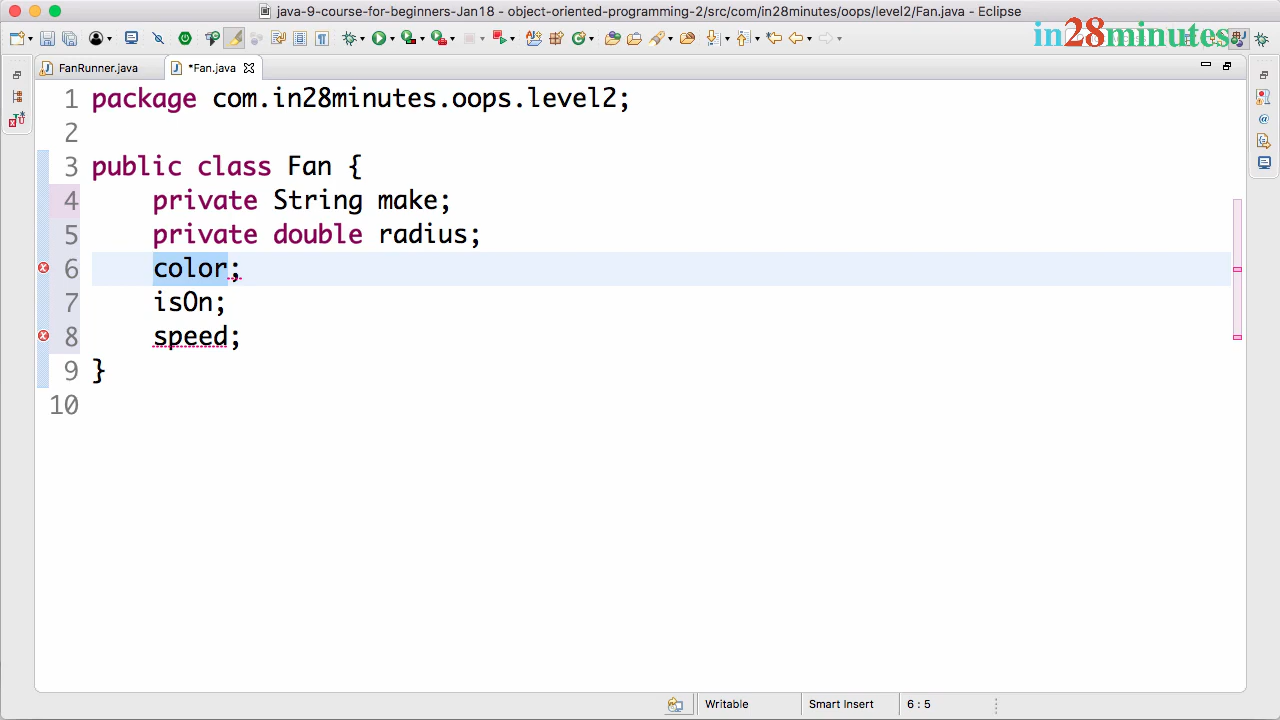 java-9-course-for-beginners-Jan18 - object-oriented-programming-2/src/com/in28minutes/oops/level2/Fan.java - Eclipse
in28minutes
FanRunner.java
*Fan.java
1 package com.in28minutes.oops.level2;
2
3 public class Fan {
4 private String make;
5 private double radius;
6 color;
7 isOn;
8 speed;
9 }
10
Writable
Smart Insert
6 : 5